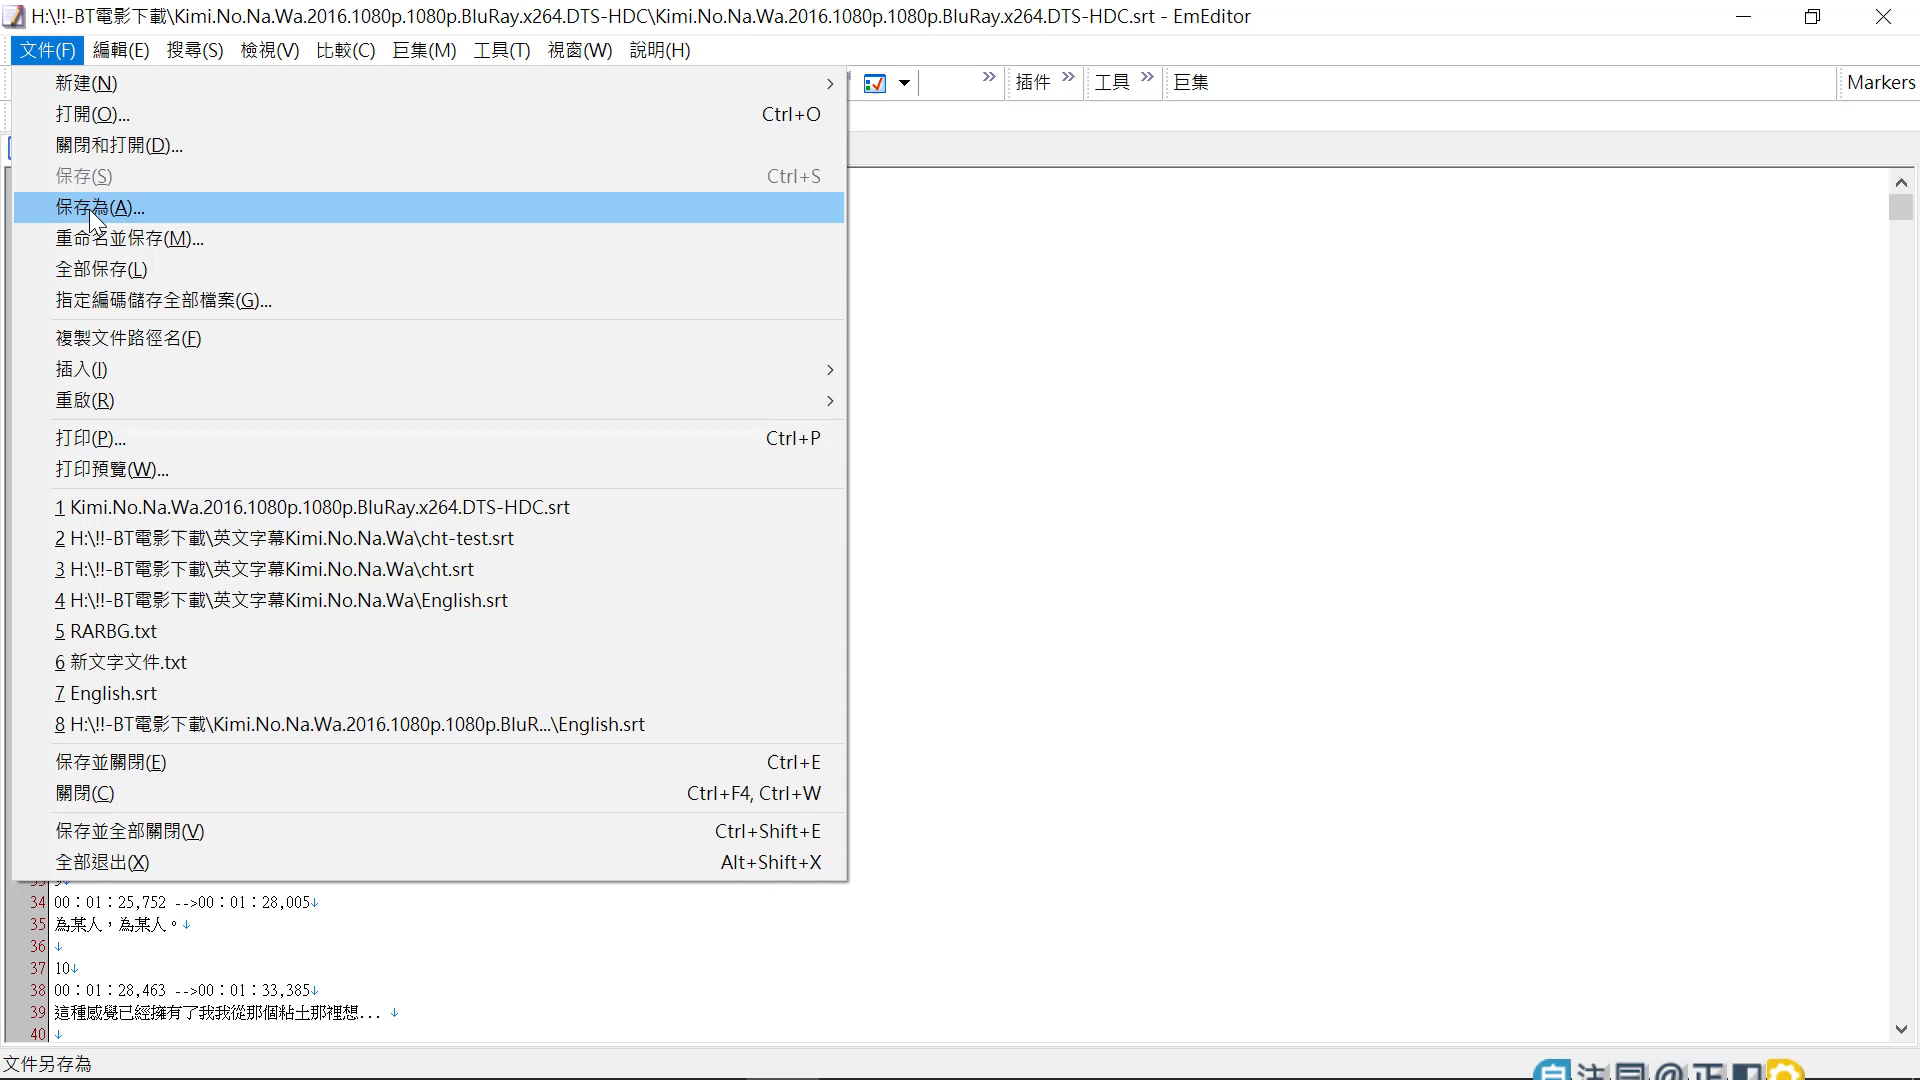 H:\!!-BT電影下載\Kimi.No.Na.Wa.2016.1080p.1080p.BluRay.x264.DTS-HDC\Kimi.No.Na.Wa.2016.1080p.1080p.BluRay.x264.DTS-HDC.srt - EmEditor
文件(F) 編輯(E) 搜尋(S) 檢視(V) 比較(C) 巨集(M) 工具(T) 視窗(W) 說明(H)
插件 工具 巨集 Markers
新建(N)
打開(O)... Ctrl+O
關閉和打開(D)...
保存(S) Ctrl+S
保存為(A)...
重命名並保存(M)...
全部保存(L)
指定編碼儲存全部檔案(G)...
複製文件路徑名(F)
插入(I)
重啟(R)
打印(P)... Ctrl+P
打印預覽(W)...
1 Kimi.No.Na.Wa.2016.1080p.1080p.BluRay.x264.DTS-HDC.srt
2 H:\!!-BT電影下載\英文字幕Kimi.No.Na.Wa\cht-test.srt
3 H:\!!-BT電影下載\英文字幕Kimi.No.Na.Wa\cht.srt
4 H:\!!-BT電影下載\英文字幕Kimi.No.Na.Wa\English.srt
5 RARBG.txt
6 新文字文件.txt
7 English.srt
8 H:\!!-BT電影下載\Kimi.No.Na.Wa.2016.1080p.1080p.BluR...\English.srt
保存並關閉(E) Ctrl+E
關閉(C) Ctrl+F4, Ctrl+W
保存並全部關閉(V) Ctrl+Shift+E
全部退出(X) Alt+Shift+X
34 00：01：25,752 -->00：01：28,005↓
35 為某人，為某人。↓
36 ↓
37 10↓
38 00：01：28,463 -->00：01：33,385↓
39 這種感覺已經擁有了我我從那個粘土那裡想... ↓
40 ↓
文件另存為